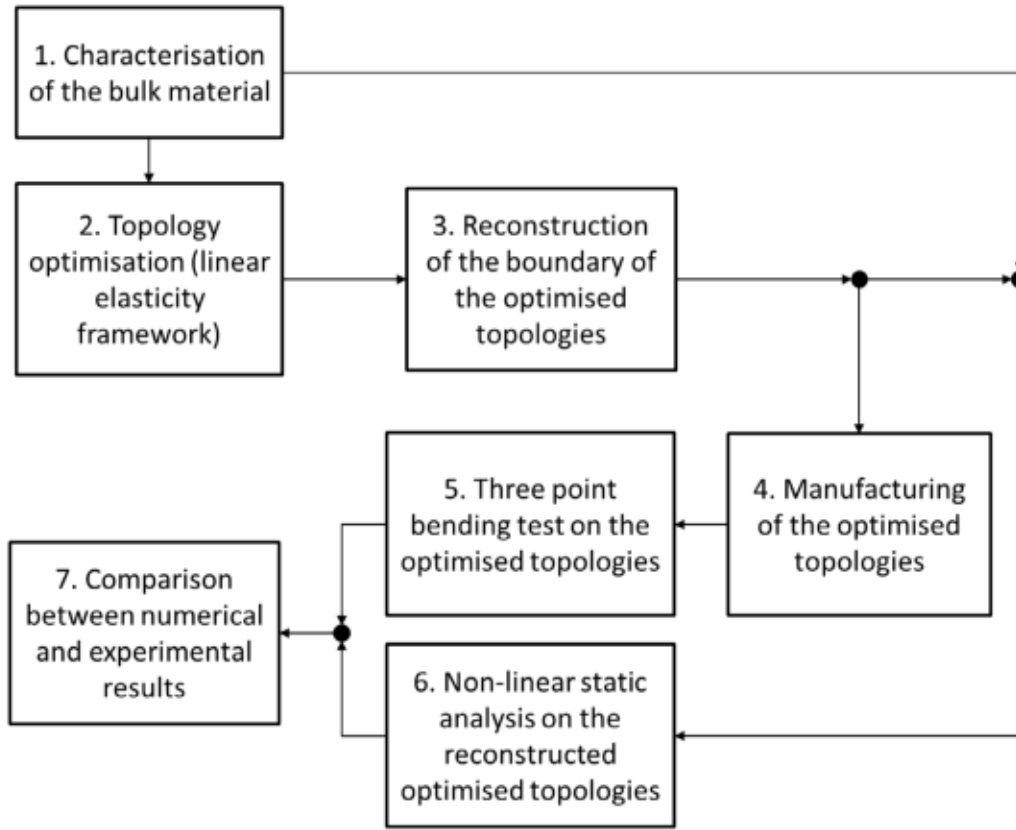 1. Characterisation
of the bulk material
2. Topology
optimisation (linear
elasticity
framework)
3. Reconstruction
of the boundary of
the optimised
topologies
4. Manufacturing
of the optimised
topologies
5. Three point
bending test on the
optimised topologies
6. Non-linear static
analysis on the
reconstructed
optimised topologies
7. Comparison
between numerical
and experimental
results